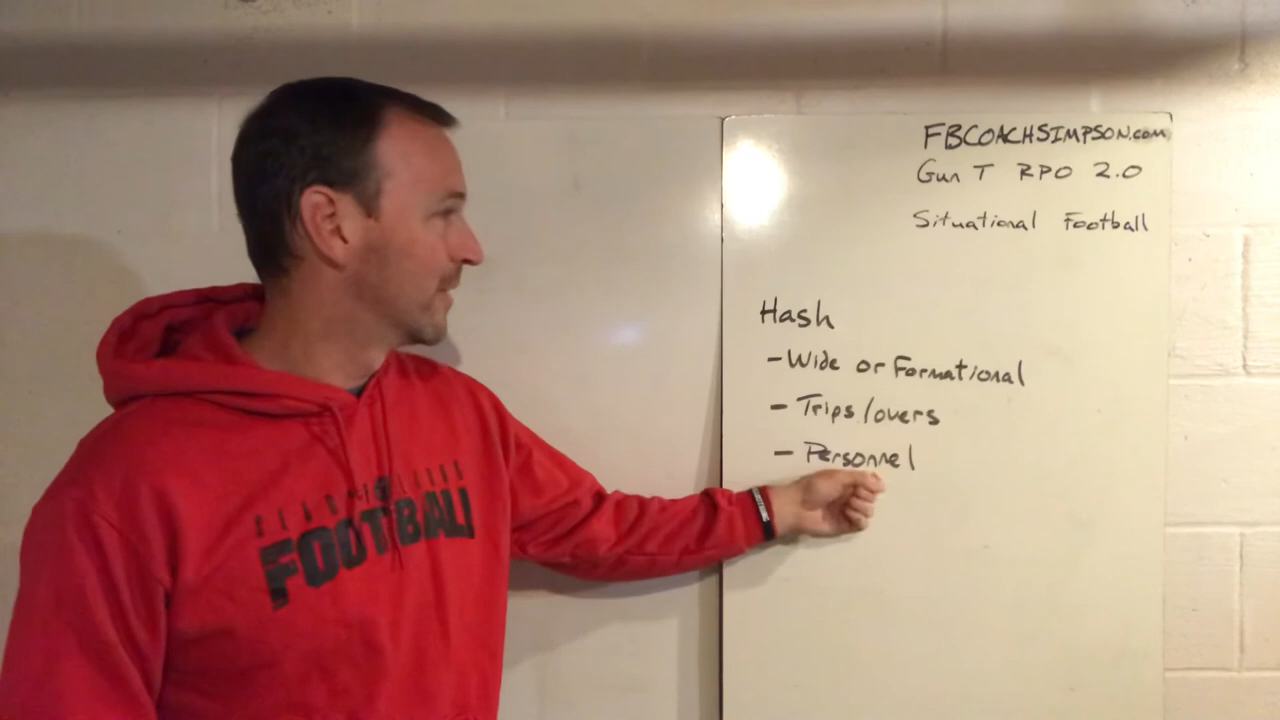 FBCOACHSIMPSON.com
Gun T RPO 2.0
Situational Football
Hash
- Wide or Formational
- Trips/overs
- Personnel
FOOTBALL